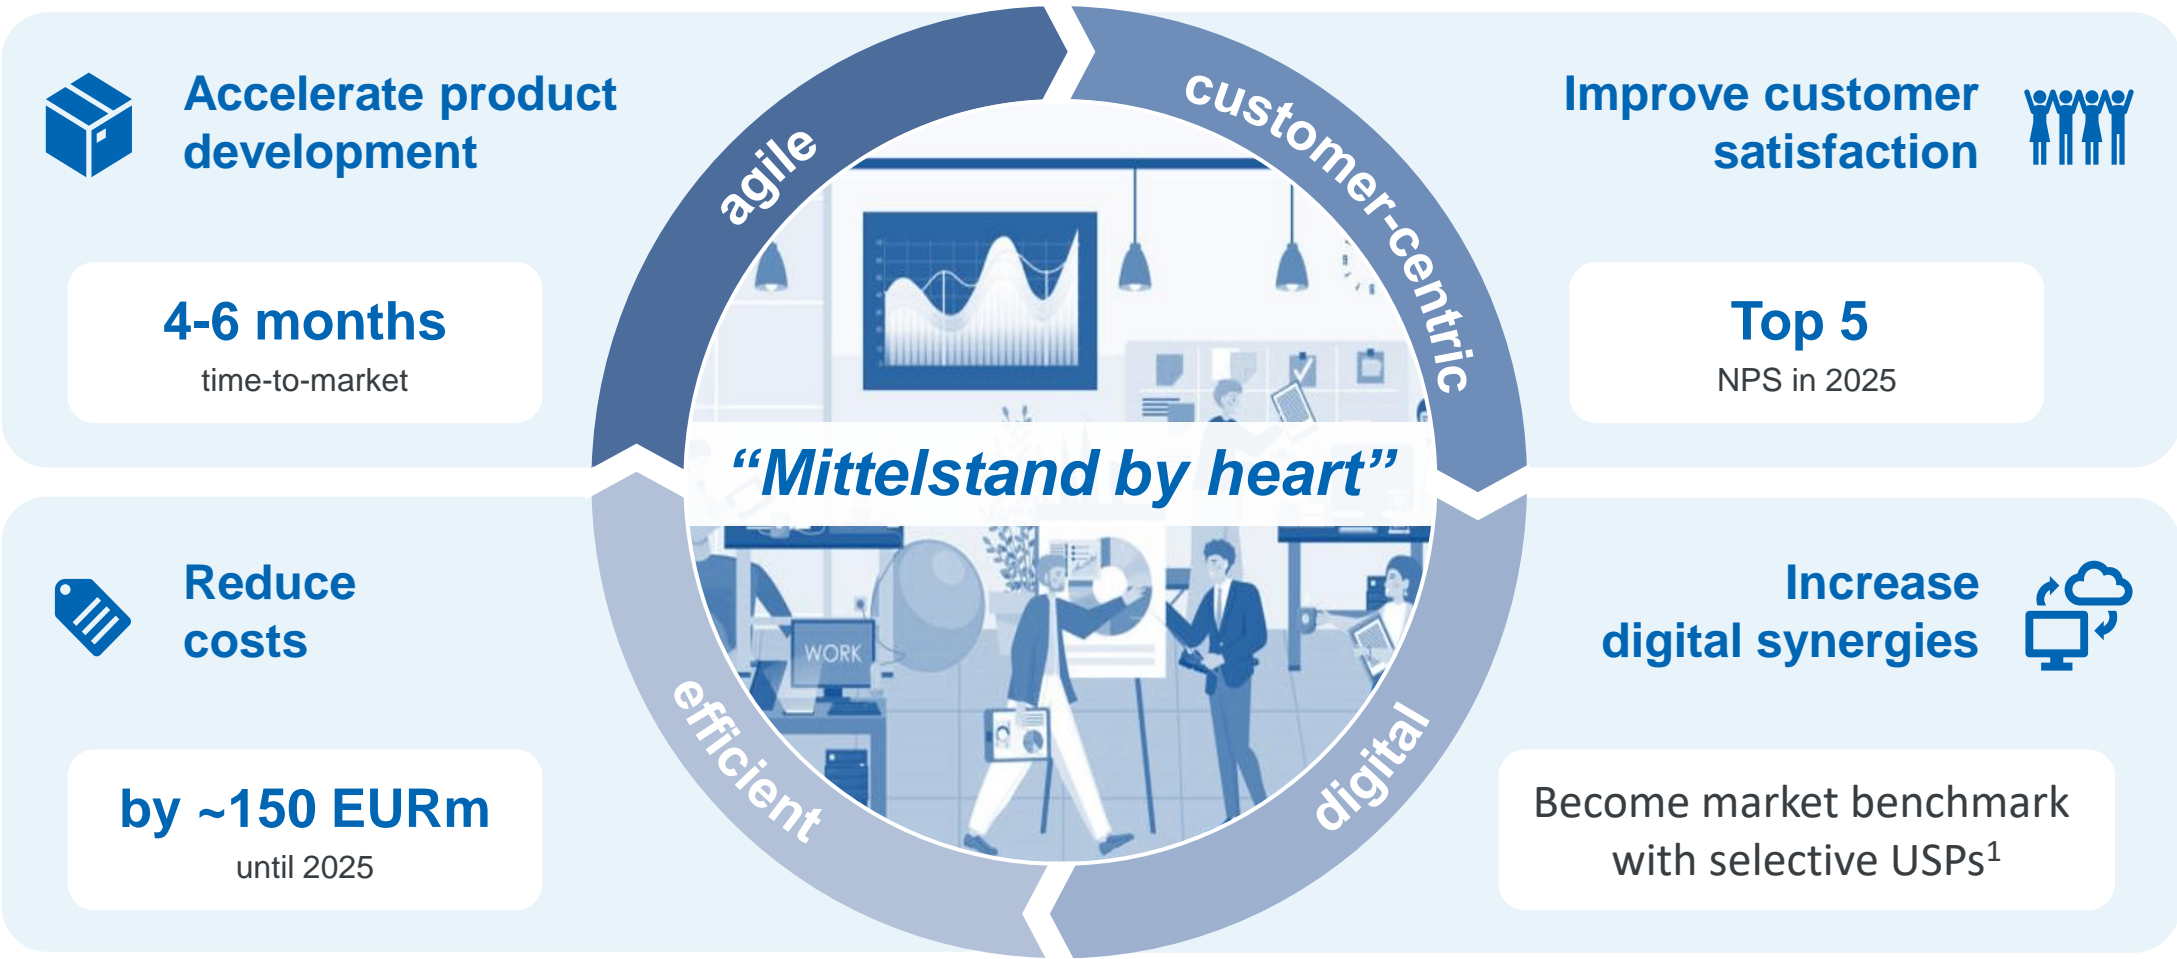 Accelerate product
development
4-6 months
time-to-market
agile
customer-centric
Improve customer
satisfaction
Top 5
NPS in 2025
“Mittelstand by heart”
Reduce
costs
by ~150 EURm
until 2025
efficient
WORK
digital
Increase
digital synergies
Become market benchmark
with selective USPs¹